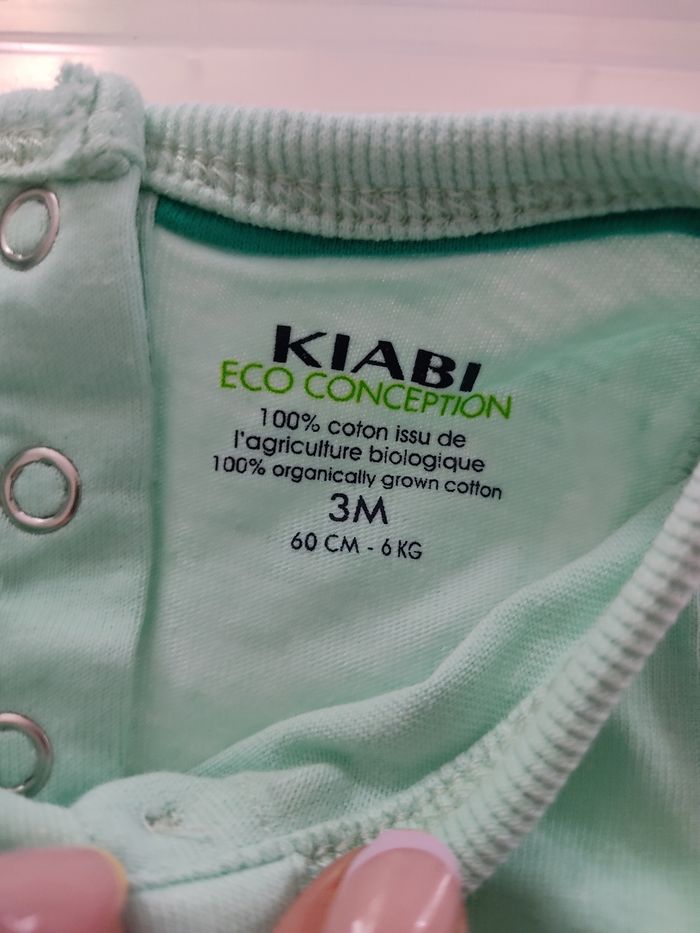 KIABI
ECO CONCEPTION
100% coton issu de
l'agriculture biologique
100% organically grown cotton
3M
60 CM - 6 KG